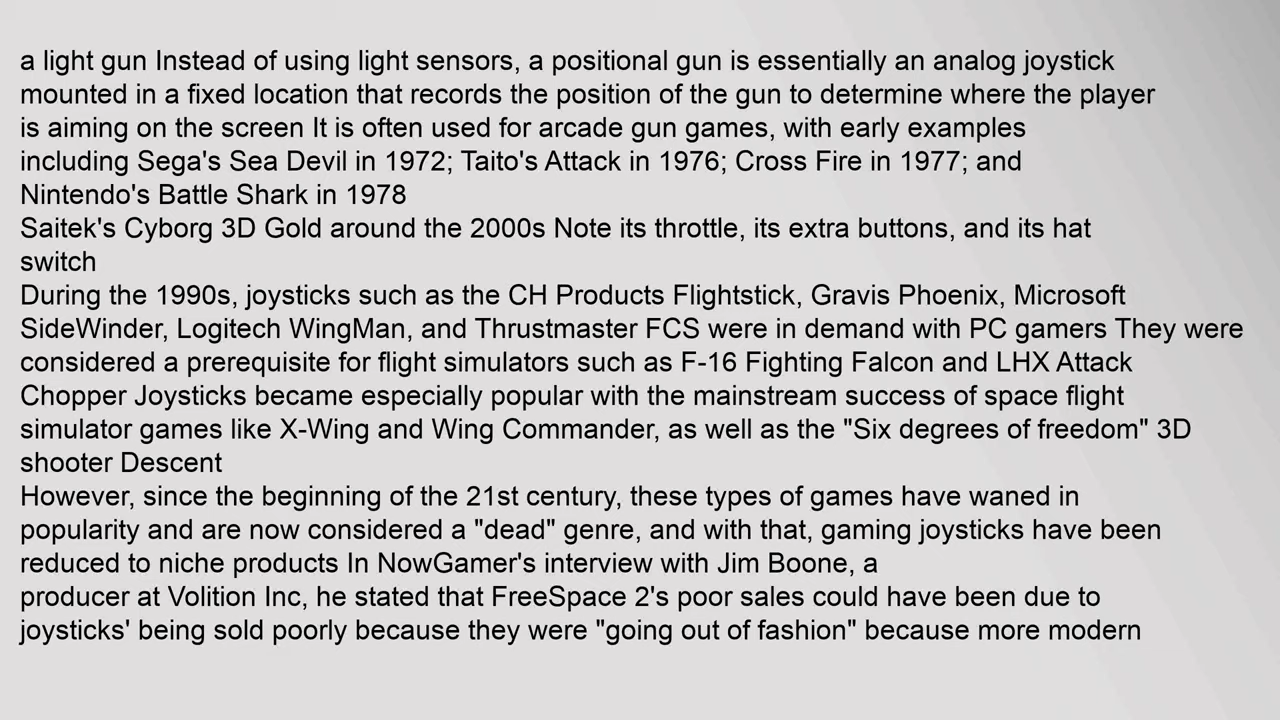 a light gun Instead of using light sensors, a positional gun is essentially an analog joystick
mounted in a fixed location that records the position of the gun to determine where the player
is aiming on the screen It is often used for arcade gun games, with early examples
including Sega's Sea Devil in 1972; Taito's Attack in 1976; Cross Fire in 1977; and
Nintendo's Battle Shark in 1978
Saitek's Cyborg 3D Gold around the 2000s Note its throttle, its extra buttons, and its hat
switch
During the 1990s, joysticks such as the CH Products Flightstick, Gravis Phoenix, Microsoft
SideWinder, Logitech WingMan, and Thrustmaster FCS were in demand with PC gamers They were
considered a prerequisite for flight simulators such as F-16 Fighting Falcon and LHX Attack
Chopper Joysticks became especially popular with the mainstream success of space flight
simulator games like X-Wing and Wing Commander, as well as the "Six degrees of freedom" 3D
shooter Descent
However, since the beginning of the 21st century, these types of games have waned in
popularity and are now considered a "dead" genre, and with that, gaming joysticks have been
reduced to niche products In NowGamer's interview with Jim Boone, a
producer at Volition Inc, he stated that FreeSpace 2's poor sales could have been due to
joysticks' being sold poorly because they were "going out of fashion" because more modern